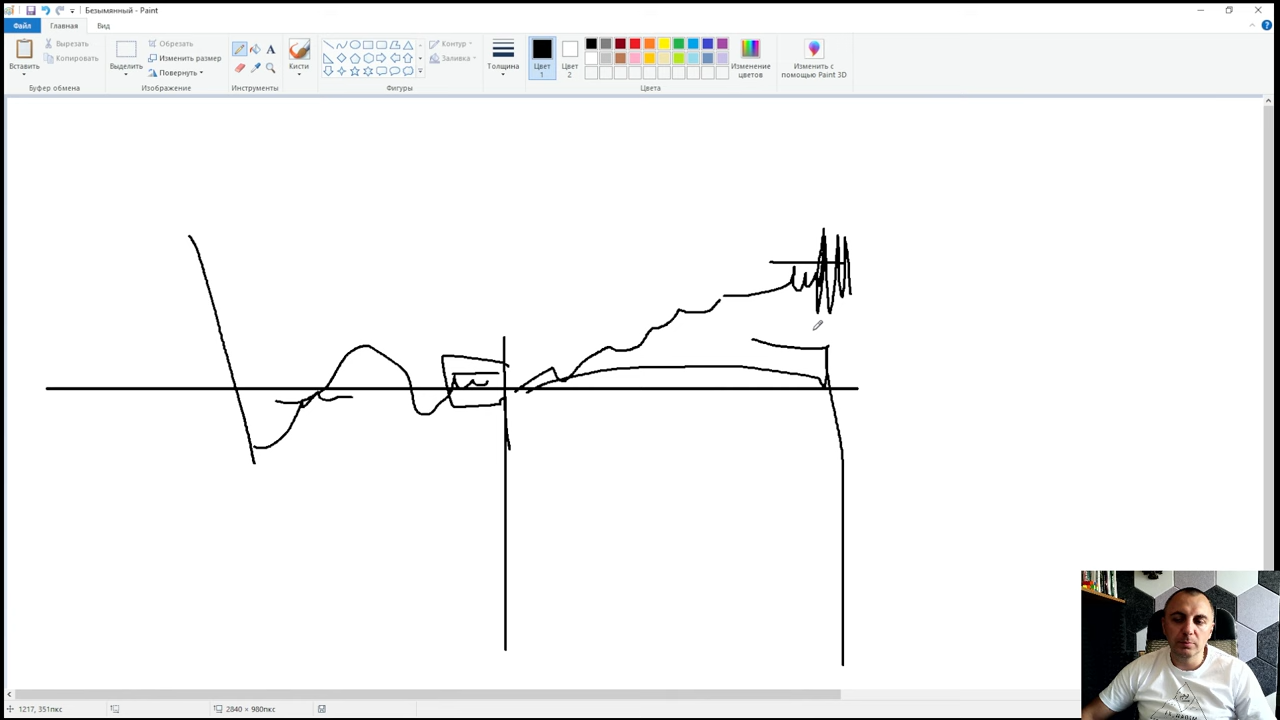 Безымянный - Paint
Файл
Главная
Вид
Вставить
Вырезать
Копировать
Буфер обмена
Выделить
Обрезать
Изменить размер
Повернуть
Изображение
Инструменты
Кисти
Контур
Заливка
Фигуры
Толщина
Цвет 1
Цвет 2
Цвета
Изменение цветов
Изменить с помощью Paint 3D
1217, 351пкс
2840 × 980пкс